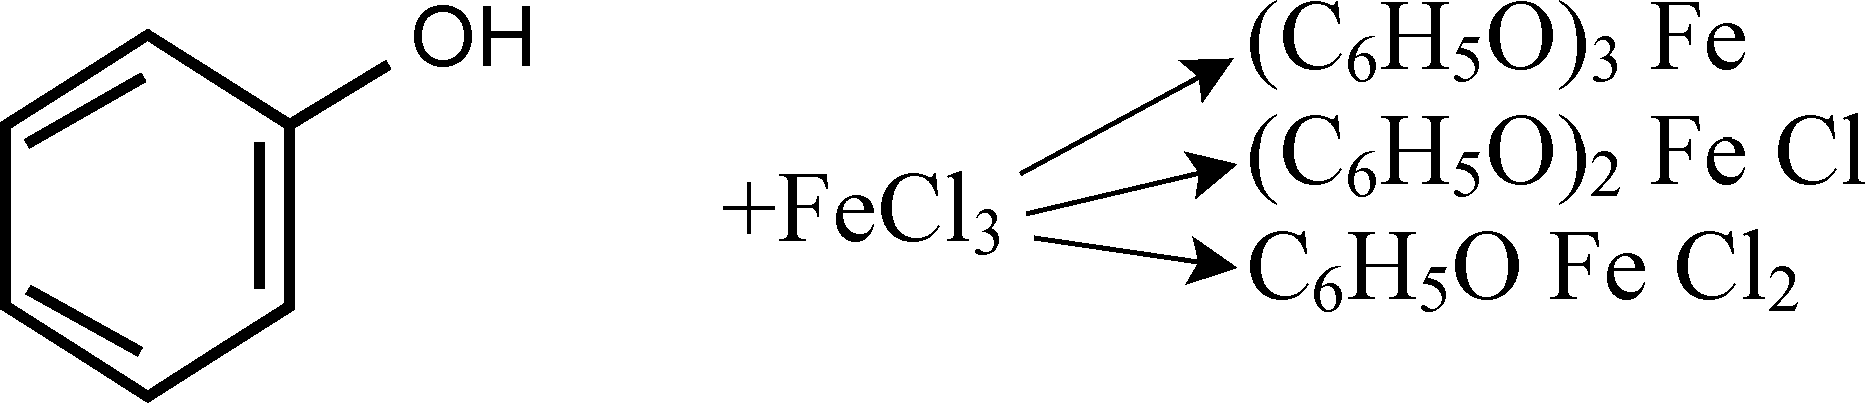 OH
+FeCl₃
(C₆H₅O)₃ Fe
(C₆H₅O)₂ Fe Cl
C₆H₅O Fe Cl₂